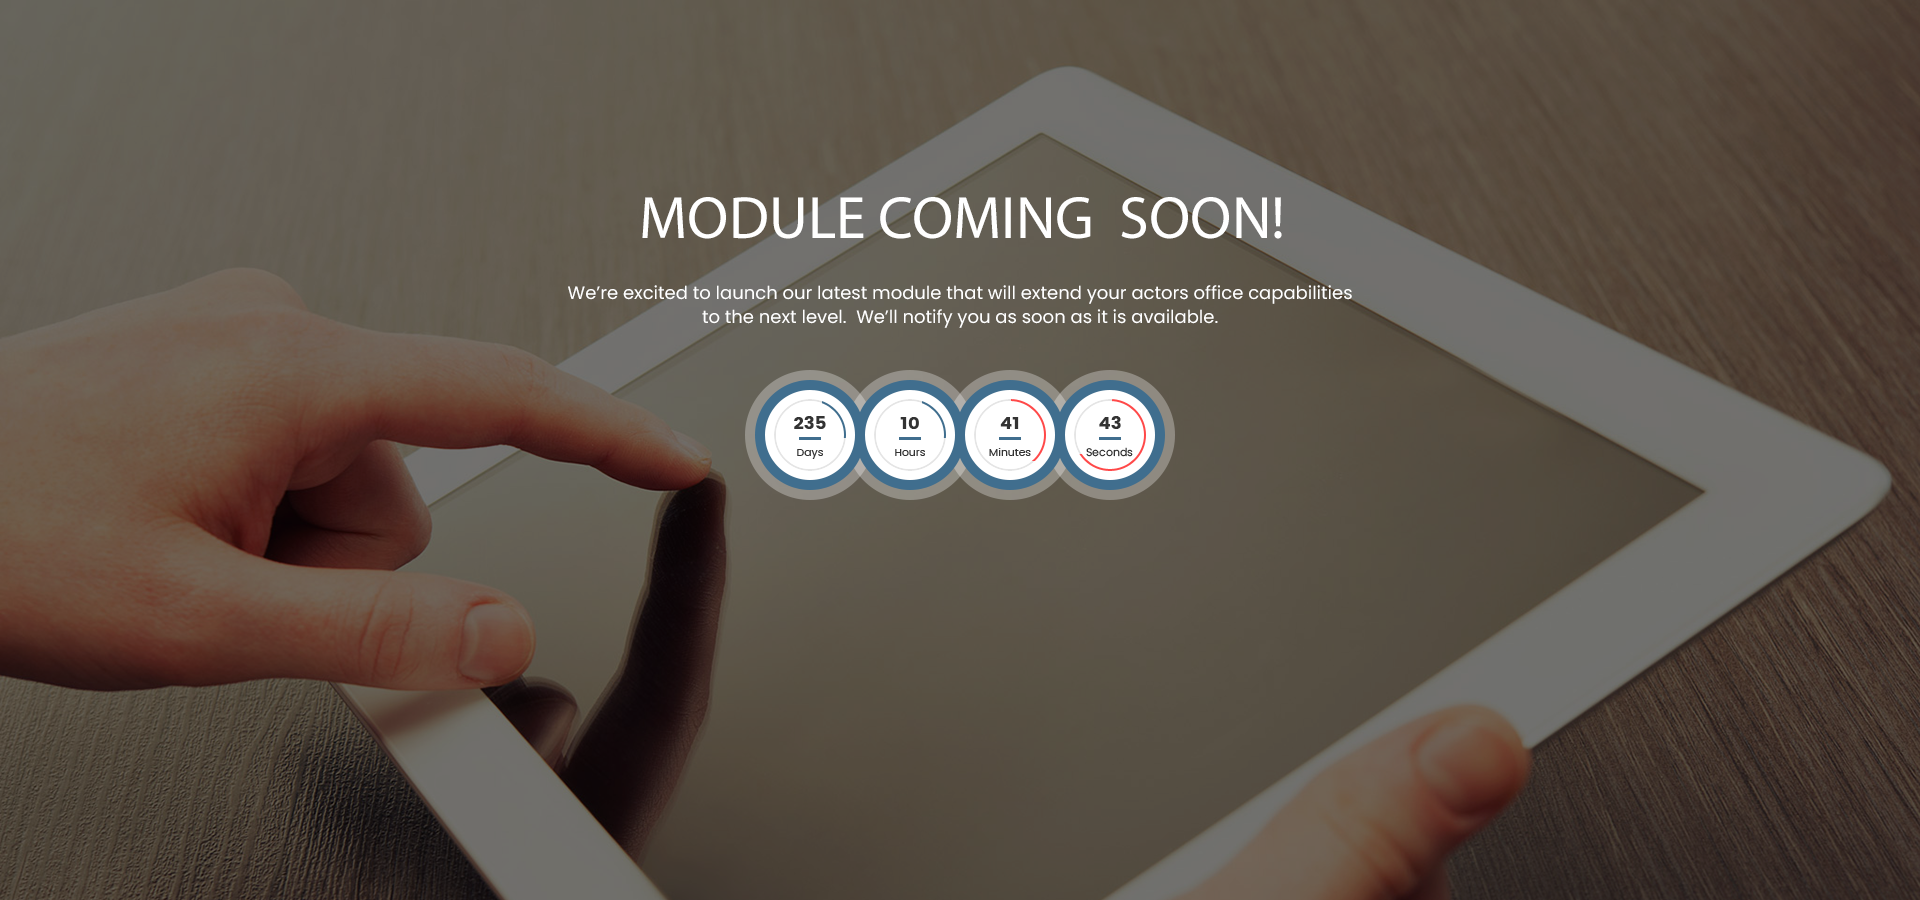 MODULE COMING SOON!
We’re excited to launch our latest module that will extend your actors office capabilities
to the next level. We’ll notify you as soon as it is available.
235 10 41 43
Days Hours Minutes Seconds